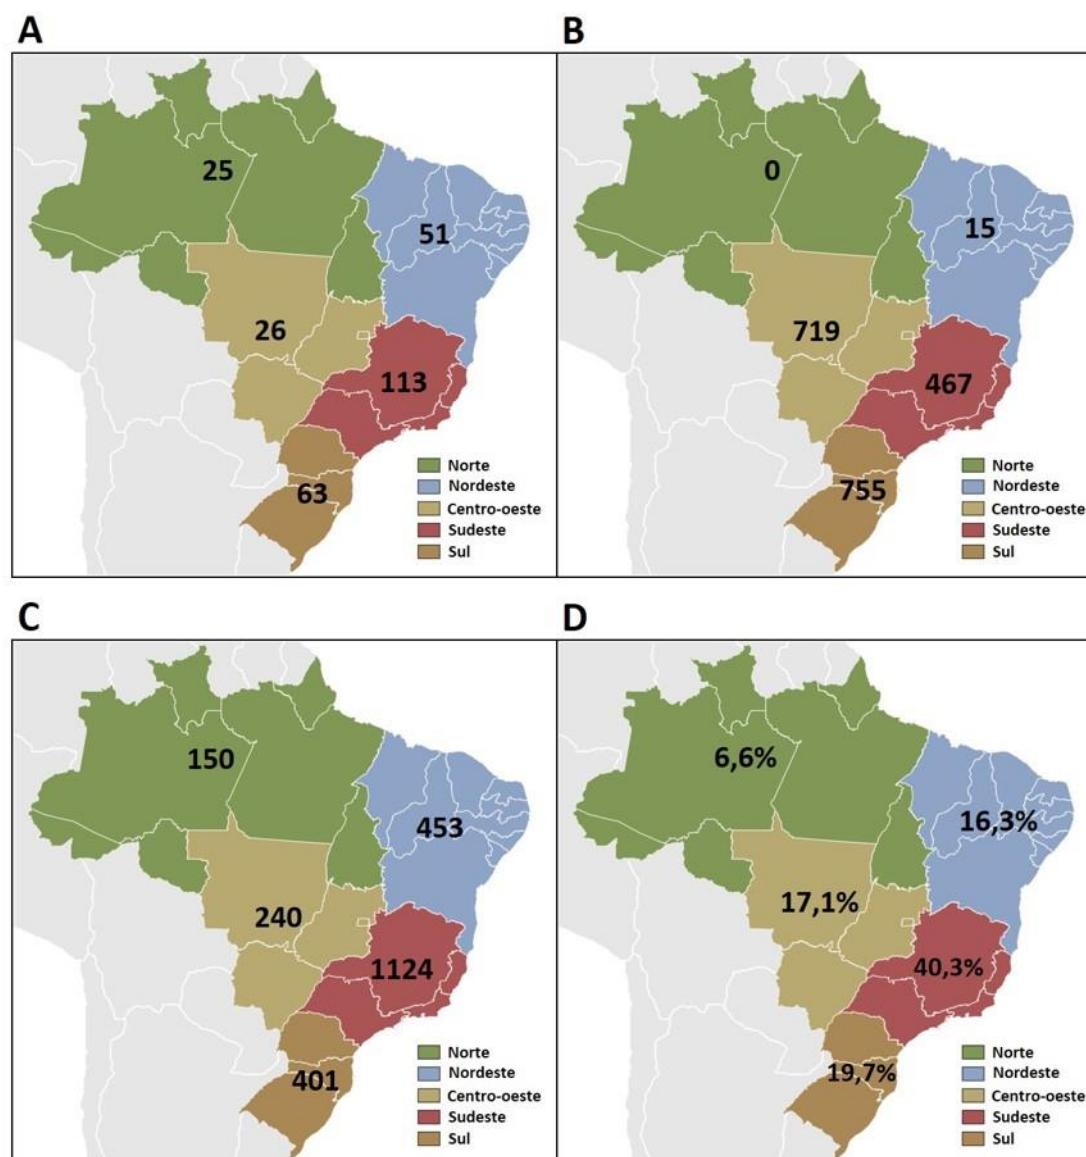 A
25
51
26
113
63
Norte
Nordeste
Centro-oeste
Sudeste
Sul
B
0
15
719
467
755
Norte
Nordeste
Centro-oeste
Sudeste
Sul
C
150
453
240
1124
401
Norte
Nordeste
Centro-oeste
Sudeste
Sul
D
6,6%
16,3%
17,1%
40,3%
19,7%
Norte
Nordeste
Centro-oeste
Sudeste
Sul